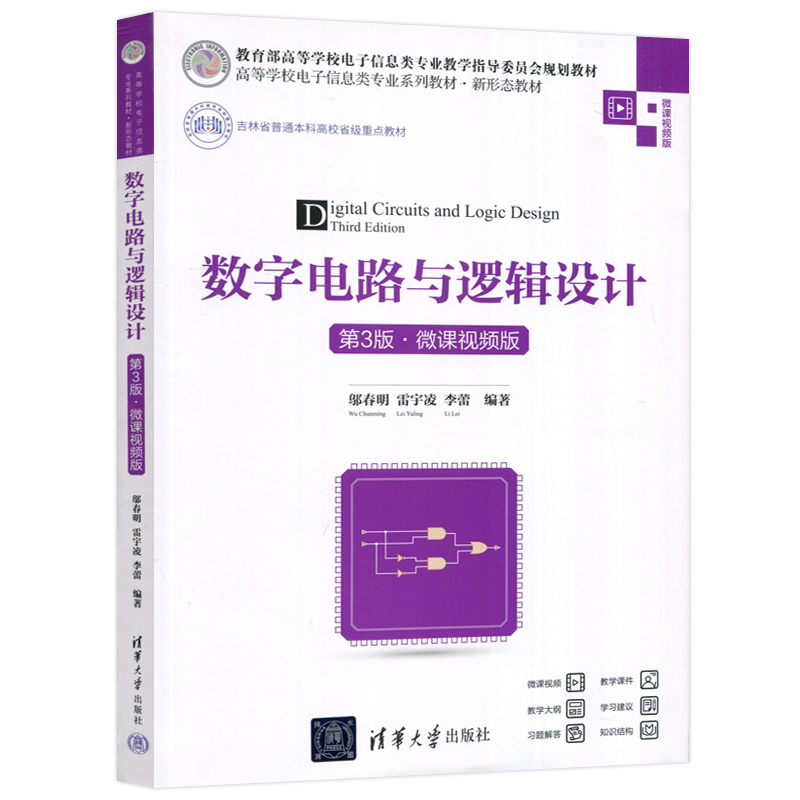 高等学校电子信息类
专业系列教材·新形态教材
数字电路与逻辑设计
第3版·微课视频版
邬春明 雷宇凌 李蕾 编著
清华大学出版社
ELECTRONIC INFORMATION
教育部高等学校电子信息类专业教学指导委员会规划教材
高等学校电子信息类专业系列教材·新形态教材
吉林省普通本科高校省级重点教材
微课视频版
Digital Circuits and Logic Design
Third Edition
数字电路与逻辑设计
第3版·微课视频版
邬春明 雷宇凌 李蕾 编著
Wu Chunming Lei Yuling Li Lei
微课视频 教学课件
教学大纲 学习建议
习题解答 知识结构
清华大学出版社